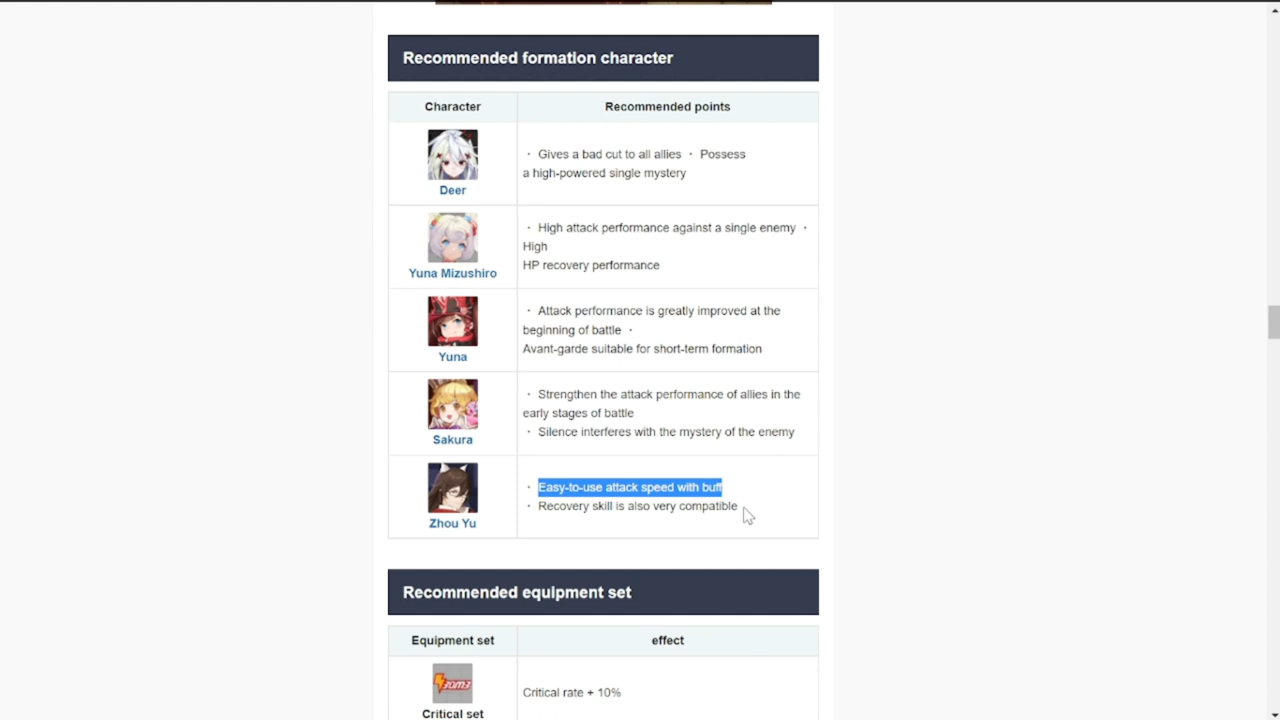 Recommended formation character
Character Recommended points
・ Gives a bad cut to all allies ・ Possess
a high-powered single mystery
Deer
・ High attack performance against a single enemy ・
High
HP recovery performance
Yuna Mizushiro
・ Attack performance is greatly improved at the
beginning of battle ・
Avant-garde suitable for short-term formation
Yuna
・ Strengthen the attack performance of allies in the
early stages of battle
・ Silence interferes with the mystery of the enemy
Sakura
・ Easy-to-use attack speed with buff
・ Recovery skill is also very compatible
Zhou Yu
Recommended equipment set
Equipment set effect
Critical rate + 10%
Critical set